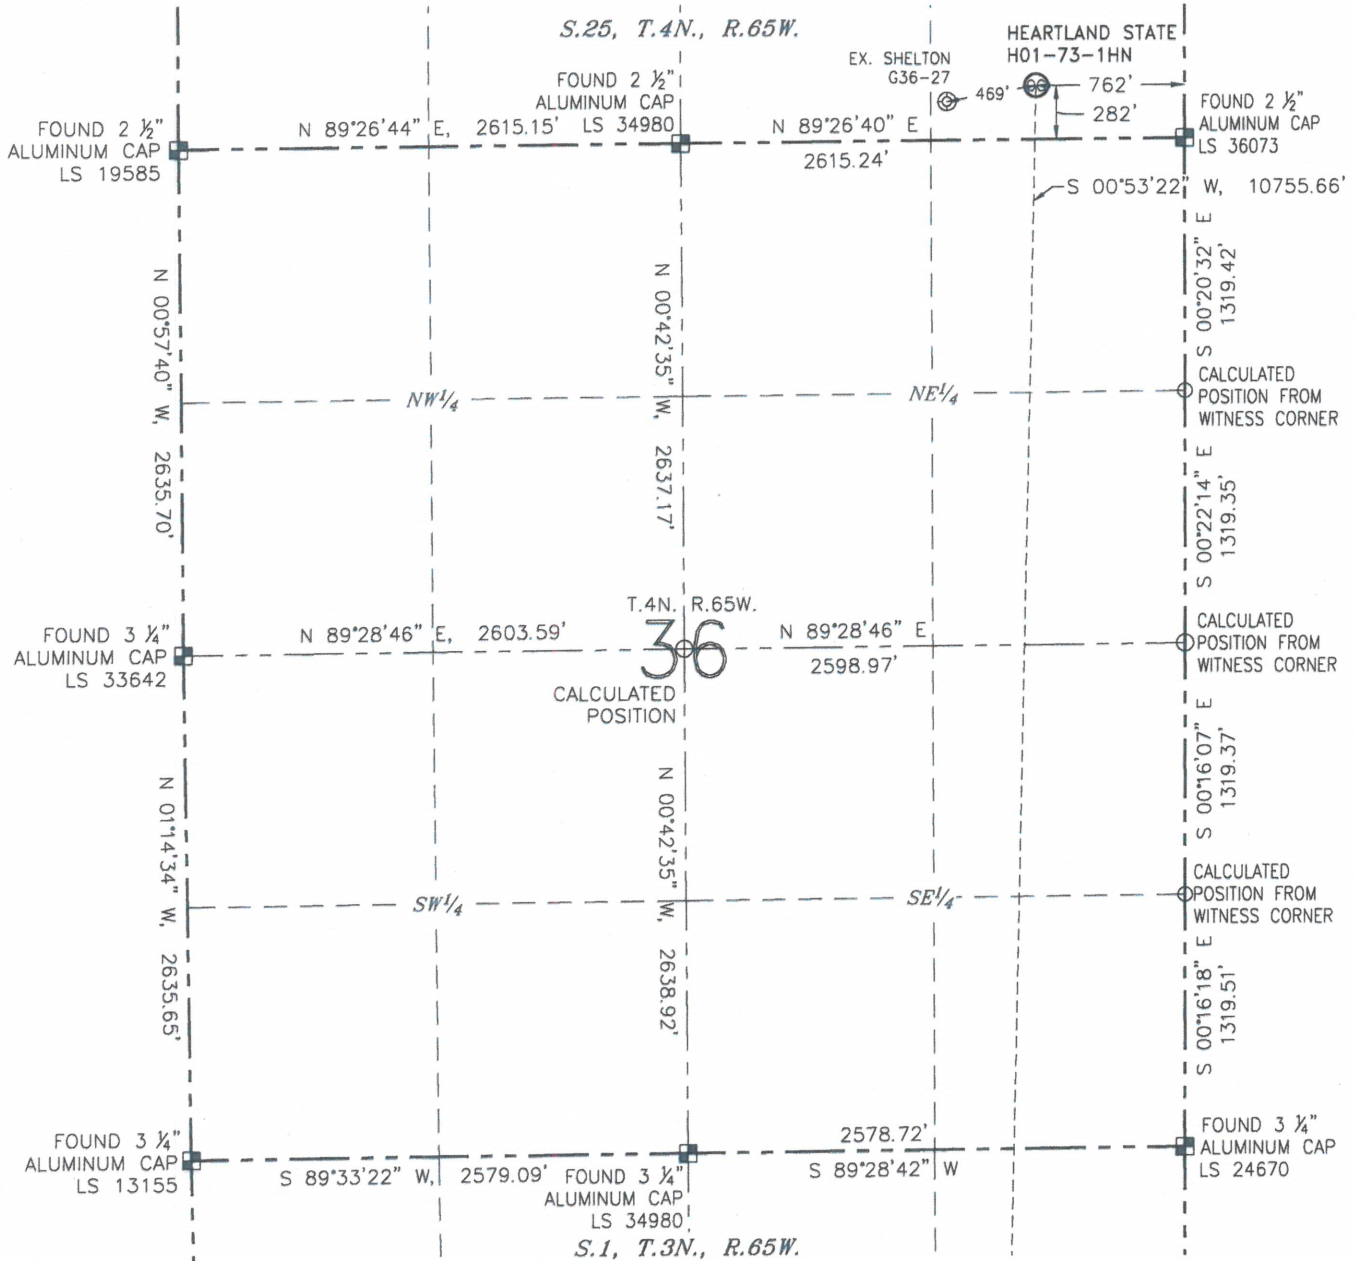 S.25, T.4N., R.65W.
HEARTLAND STATE
H01-73-1HN
EX. SHELTON
G36-27
469'
762'
282'
FOUND 2 ½"
ALUMINUM CAP
LS 19585
N 89°26'44" E, 2615.15'
FOUND 2 ½"
ALUMINUM CAP
LS 34980
N 89°26'40" E
2615.24'
FOUND 2 ½"
ALUMINUM CAP
LS 36073
S 00°53'22" W, 10755.66'
N 00°57'40" W, 2635.70'
N 00°42'35" W, 2637.17'
S 00°20'32" E
1319.42'
NW¼
NE¼
CALCULATED
POSITION FROM
WITNESS CORNER
S 00°22'14" E
1319.35'
T.4N. R.65W.
36
CALCULATED
POSITION
FOUND 3 ¼"
ALUMINUM CAP
LS 33642
N 89°28'46" E, 2603.59'
N 89°28'46" E
2598.97'
CALCULATED
POSITION FROM
WITNESS CORNER
N 01°14'34" W, 2635.65'
N 00°42'35" W, 2638.92'
S 00°16'07" E
1319.37'
SW¼
SE¼
CALCULATED
POSITION FROM
WITNESS CORNER
S 00°16'18" E
1319.51'
FOUND 3 ¼"
ALUMINUM CAP
LS 13155
S 89°33'22" W, 2579.09'
FOUND 3 ¼"
ALUMINUM CAP
LS 34980
2578.72'
S 89°28'42" W
FOUND 3 ¼"
ALUMINUM CAP
LS 24670
S.1, T.3N., R.65W.